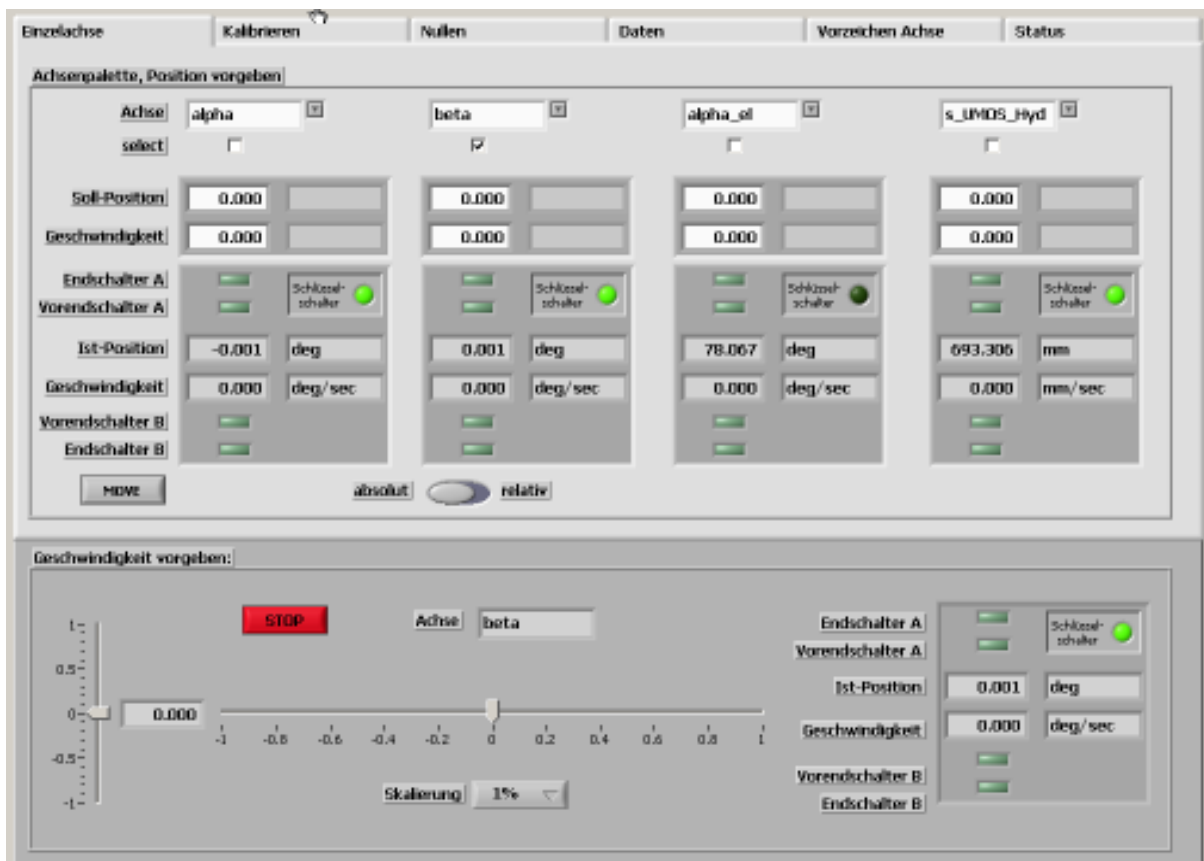 Einzelachse Kalibrieren Nullen Daten Vorzeichen Achse Status
Achsenpalette, Position vorgeben
Achse alpha beta alpha_el s_UMOS_Hyd
select
Soll-Position 0.000 0.000 0.000 0.000
Geschwindigkeit 0.000 0.000 0.000 0.000
Endschalter A Schlüssel- Schlüssel- Schlüssel- Schlüssel-
Vorendschalter A schalter schalter schalter schalter
Ist-Position -0.001 deg 0.001 deg 78.067 deg 693.306 mm
Geschwindigkeit 0.000 deg/sec 0.000 deg/sec 0.000 deg/sec 0.000 mm/sec
Vorendschalter B
Endschalter B
MOVE absolut relativ
Geschwindigkeit vorgeben:
STOP Achse beta
1
0.5
0
-0.5
-1
0.000
-1 -0.8 -0.6 -0.4 -0.2 0 0.2 0.4 0.6 0.8 1
Skalierung 1%
Endschalter A Schlüssel-
Vorendschalter A schalter
Ist-Position 0.001 deg
Geschwindigkeit 0.000 deg/sec
Vorendschalter B
Endschalter B